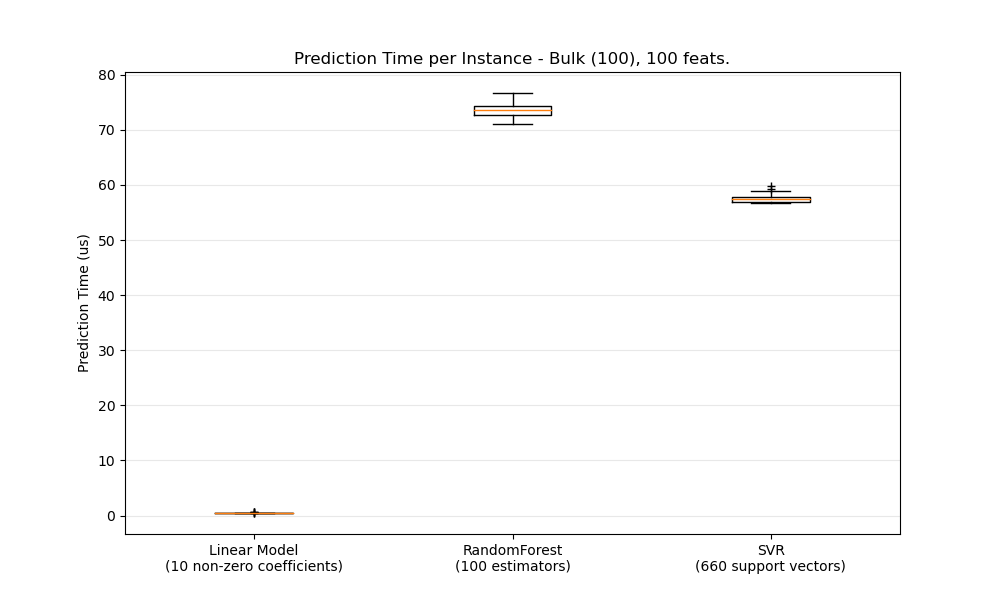 Prediction Time per Instance - Bulk (100), 100 feats.
80
70
60
50
40
30
20
10
0
Prediction Time (us)
Linear Model
(10 non-zero coefficients)
RandomForest
(100 estimators)
SVR
(660 support vectors)